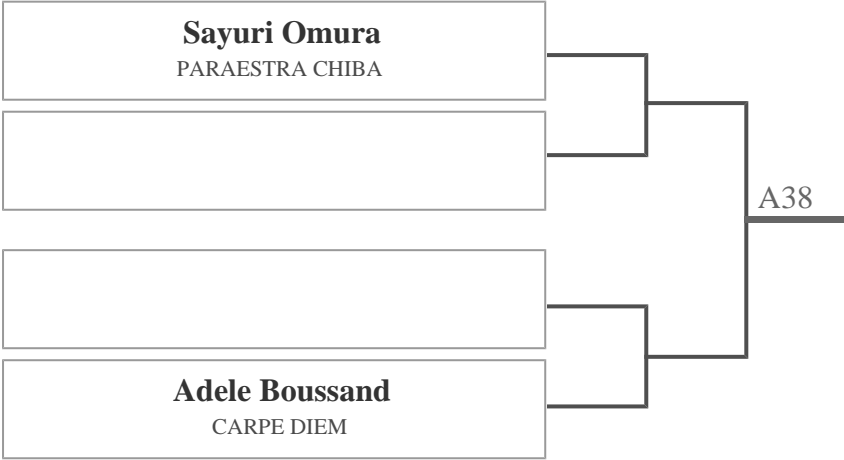 Sayuri Omura
PARAESTRA CHIBA
A38
Adele Boussand
CARPE DIEM